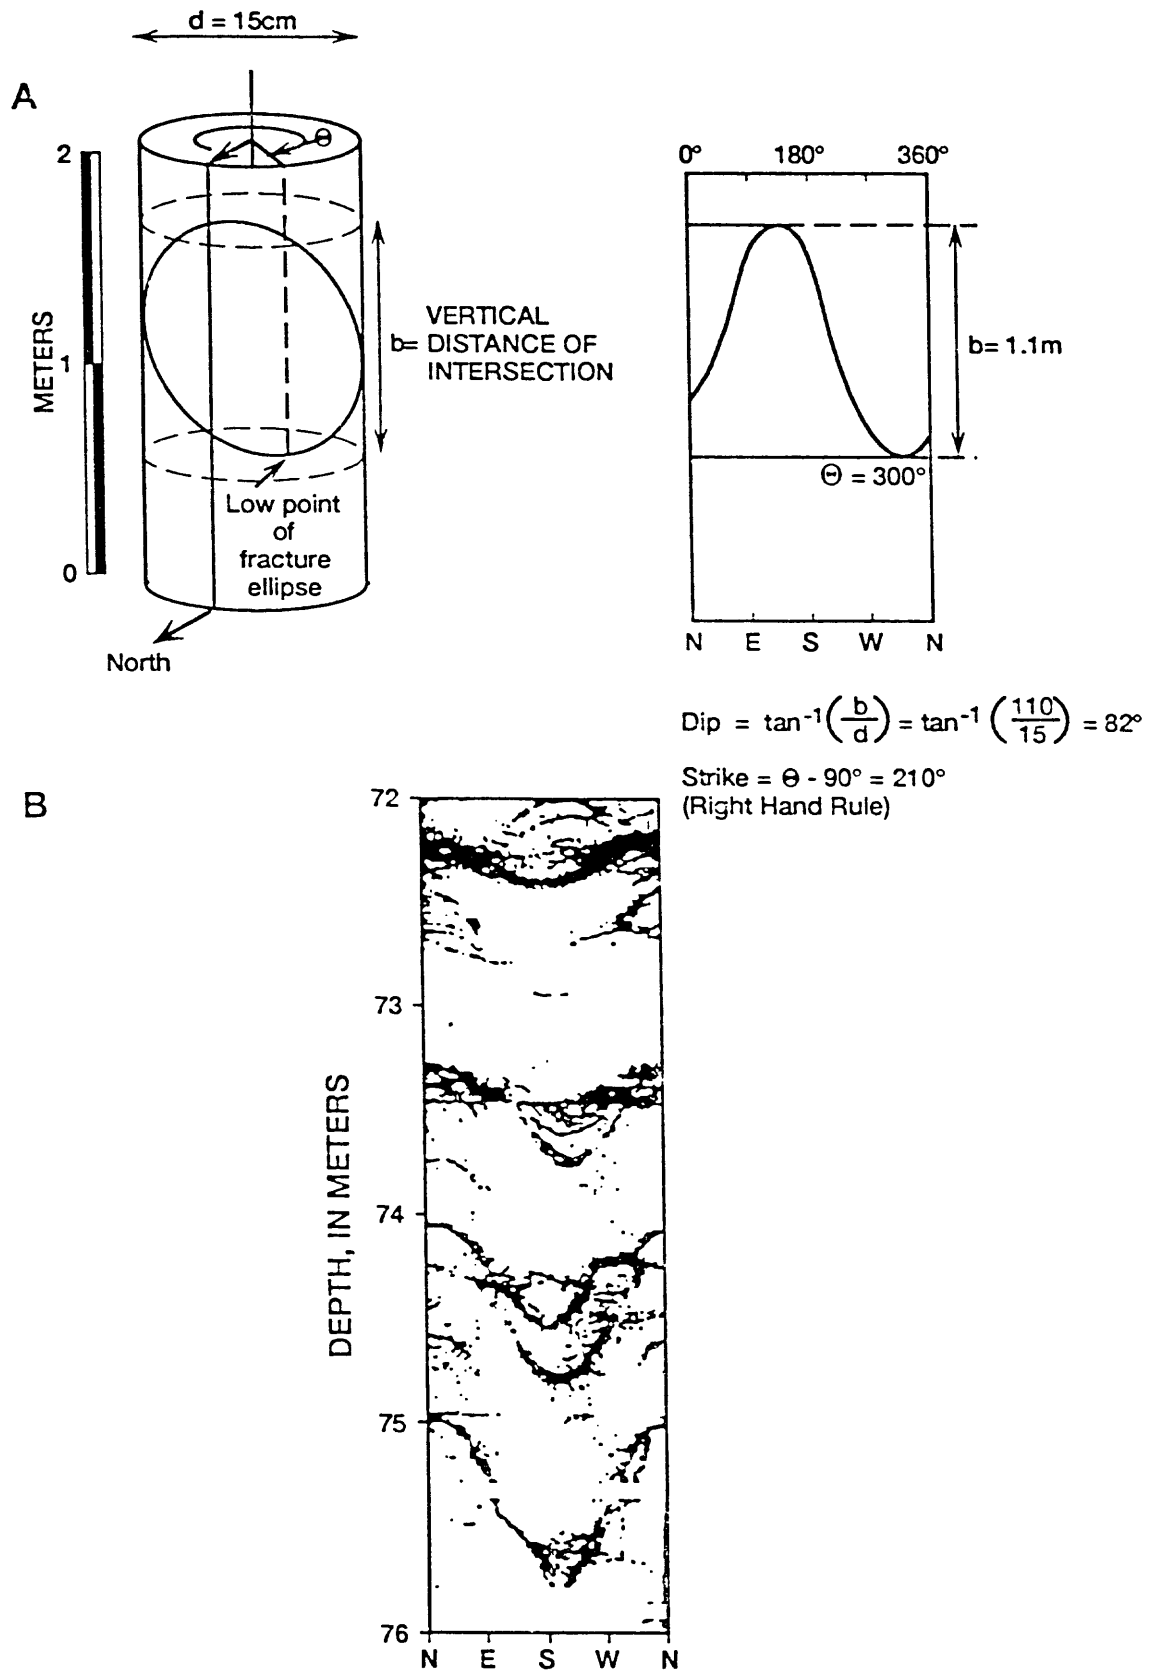 d = 15cm
A
Θ
2
1
0
METERS
b= VERTICAL
DISTANCE OF
INTERSECTION
Low point
of
fracture
ellipse
North
0° 180° 360°
b= 1.1m
Θ = 300°
N E S W N
Dip = tan⁻¹(b/d) = tan⁻¹(110/15) = 82°
Strike = Θ - 90° = 210°
(Right Hand Rule)
B
72
73
74
75
76
DEPTH, IN METERS
N E S W N